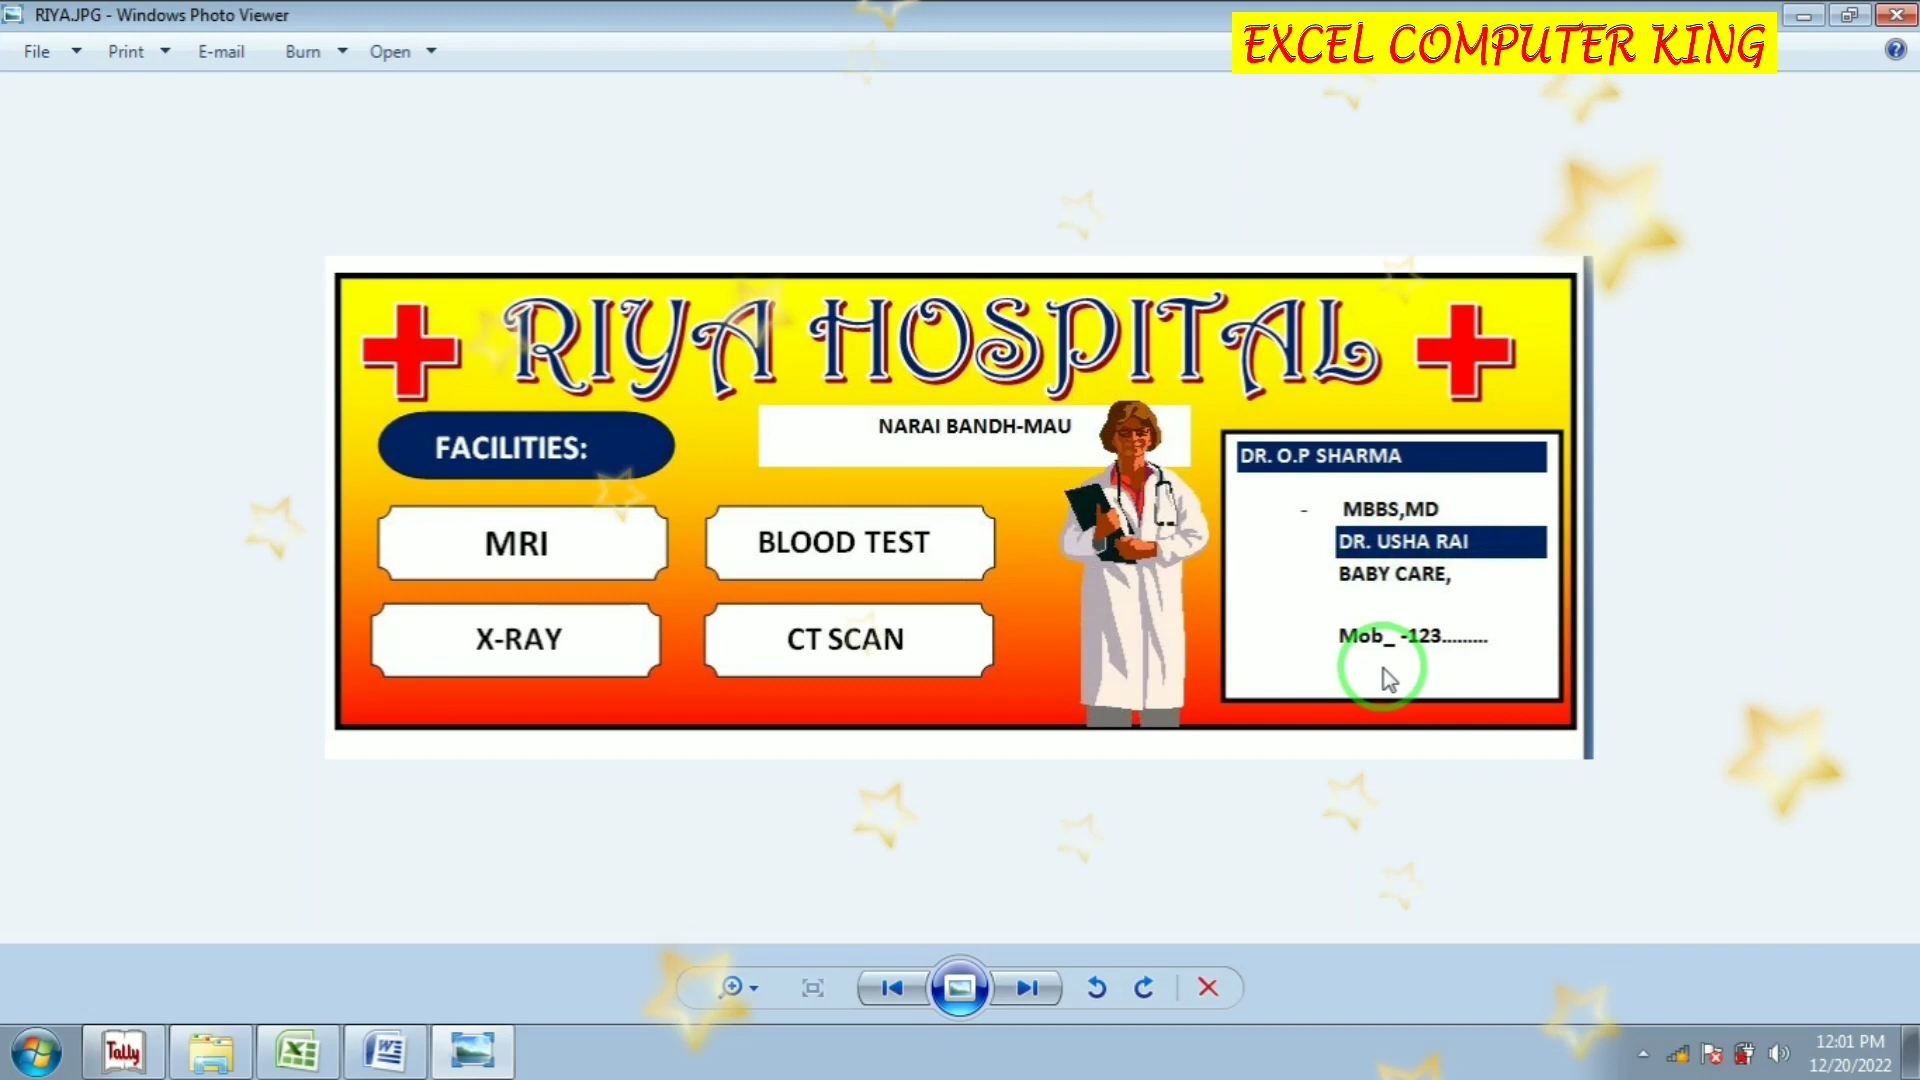 RIYA.JPG - Windows Photo Viewer
EXCEL COMPUTER KING
File Print E-mail Burn Open
RIYA HOSPITAL
NARAI BANDH-MAU
FACILITIES:
MRI
BLOOD TEST
X-RAY
CT SCAN
DR. O.P SHARMA
- MBBS,MD
DR. USHA RAI
BABY CARE,
Mob_ -123.........
Tally
12:01 PM
12/20/2022